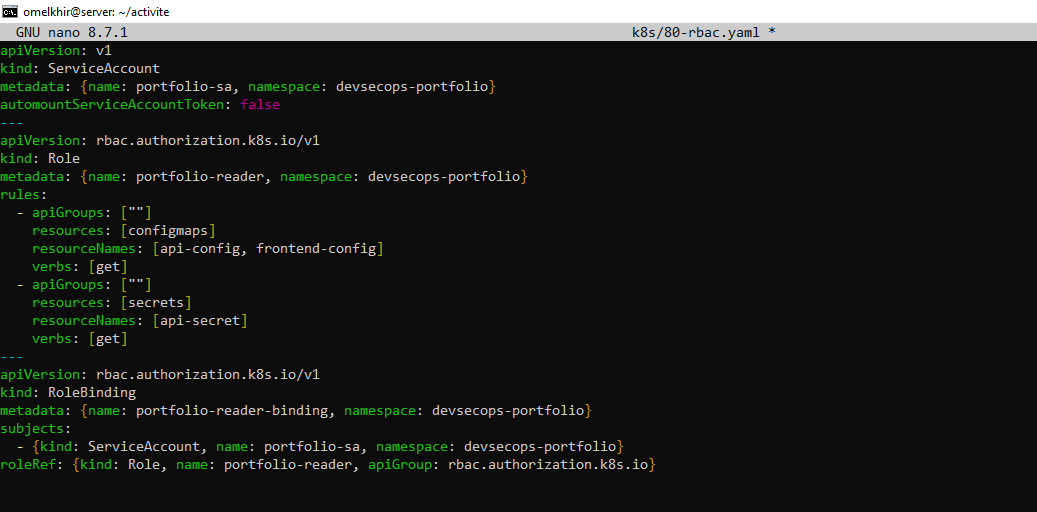 omelkhir@server: ~/activite
GNU nano 8.7.1 k8s/80-rbac.yaml *
apiVersion: v1
kind: ServiceAccount
metadata: {name: portfolio-sa, namespace: devsecops-portfolio}
automountServiceAccountToken: false
---
apiVersion: rbac.authorization.k8s.io/v1
kind: Role
metadata: {name: portfolio-reader, namespace: devsecops-portfolio}
rules:
  - apiGroups: [""]
    resources: [configmaps]
    resourceNames: [api-config, frontend-config]
    verbs: [get]
  - apiGroups: [""]
    resources: [secrets]
    resourceNames: [api-secret]
    verbs: [get]
---
apiVersion: rbac.authorization.k8s.io/v1
kind: RoleBinding
metadata: {name: portfolio-reader-binding, namespace: devsecops-portfolio}
subjects:
  - {kind: ServiceAccount, name: portfolio-sa, namespace: devsecops-portfolio}
roleRef: {kind: Role, name: portfolio-reader, apiGroup: rbac.authorization.k8s.io}